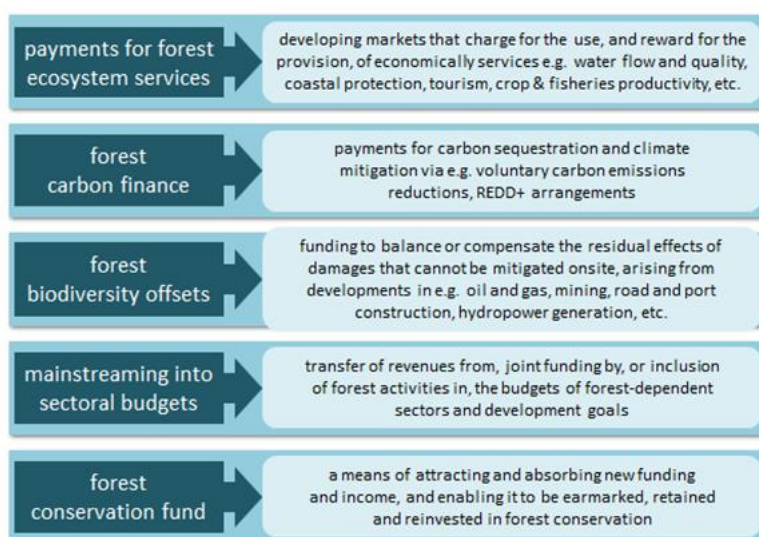 payments for forest
ecosystem services
developing markets that charge for the use, and reward for the
provision, of economically services e.g. water flow and quality,
coastal protection, tourism, crop & fisheries productivity, etc.
forest
carbon finance
payments for carbon sequestration and climate
mitigation via e.g. voluntary carbon emissions
reductions, REDD+ arrangements
forest
biodiversity offsets
funding to balance or compensate the residual effects of
damages that cannot be mitigated onsite, arising from
developments in e.g. oil and gas, mining, road and port
construction, hydropower generation, etc.
mainstreaming into
sectoral budgets
transfer of revenues from, joint funding by, or inclusion
of forest activities in, the budgets of forest-dependent
sectors and development goals
forest
conservation fund
a means of attracting and absorbing new funding
and income, and enabling it to be earmarked, retained
and reinvested in forest conservation